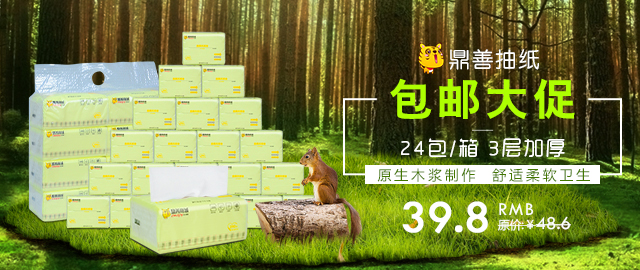 鼎善抽纸
包邮大促
24包/箱 3层加厚
原生木浆制作 舒适柔软卫生
39.8 RMB
原价:¥48.6